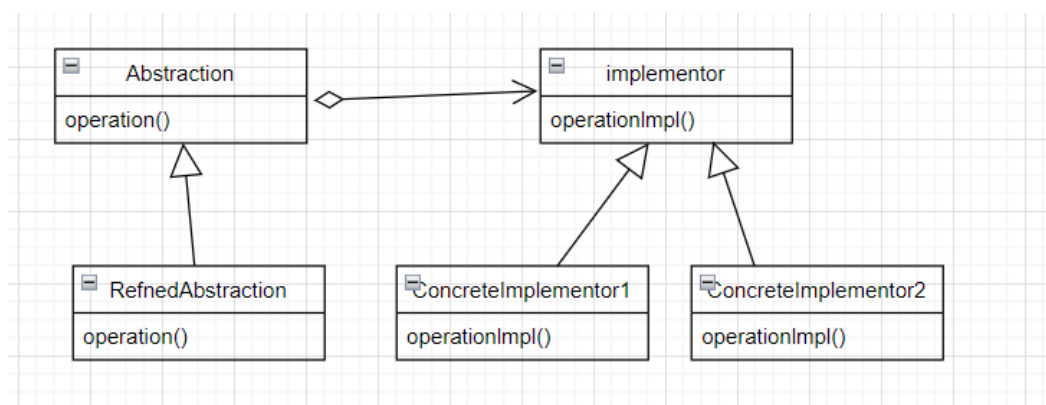 Abstraction
operation()
implementor
operationImpl()
RefnedAbstraction
operation()
ConcreteImplementor1
operationImpl()
ConcreteImplementor2
operationImpl()